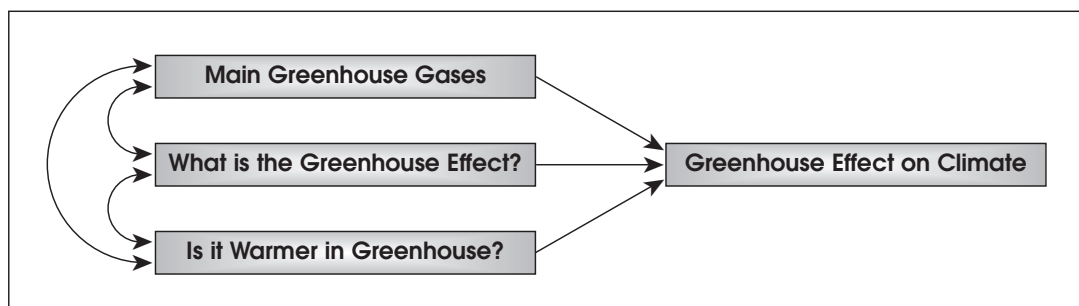 Main Greenhouse Gases
What is the Greenhouse Effect?
Greenhouse Effect on Climate
Is it Warmer in Greenhouse?